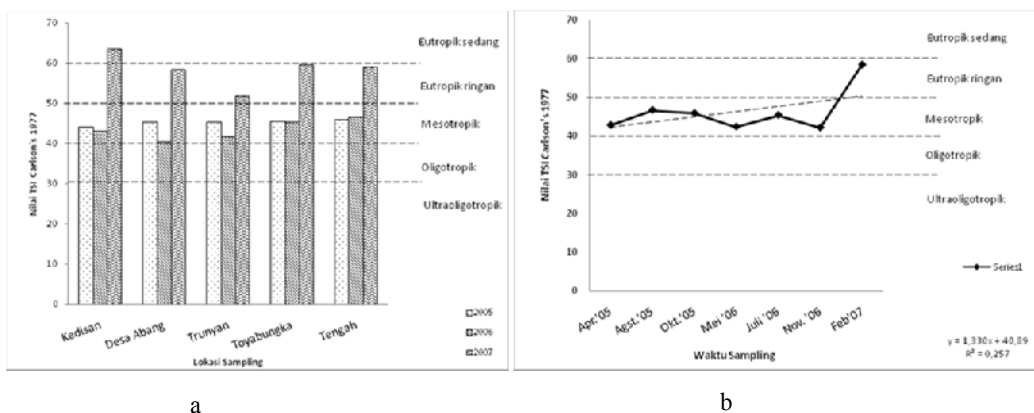 70
60
50
40
30
20
10
0
Nilai TSI Carlson's 1977
Eutropik sedang
Eutropik ringan
Mesotropik
Oligotropik
Ultraoligotropik
Kedisan
Desa Abang
Trunyan
Toyabungka
Tengah
Lokasi Sampling
2005
2006
2007
a
70
60
50
40
30
20
10
0
Nilai TSI Carlson's 1977
Eutropik sedang
Eutropik ringan
Mesotropik
Oligotropik
Ultraoligotropik
Series1
Apr.'05
Agst.'05
Okt.'05
Mei '06
Juli '06
Nov. '06
Feb'07
Waktu Sampling
y = 1,330x + 40,89
R² = 0,257
b